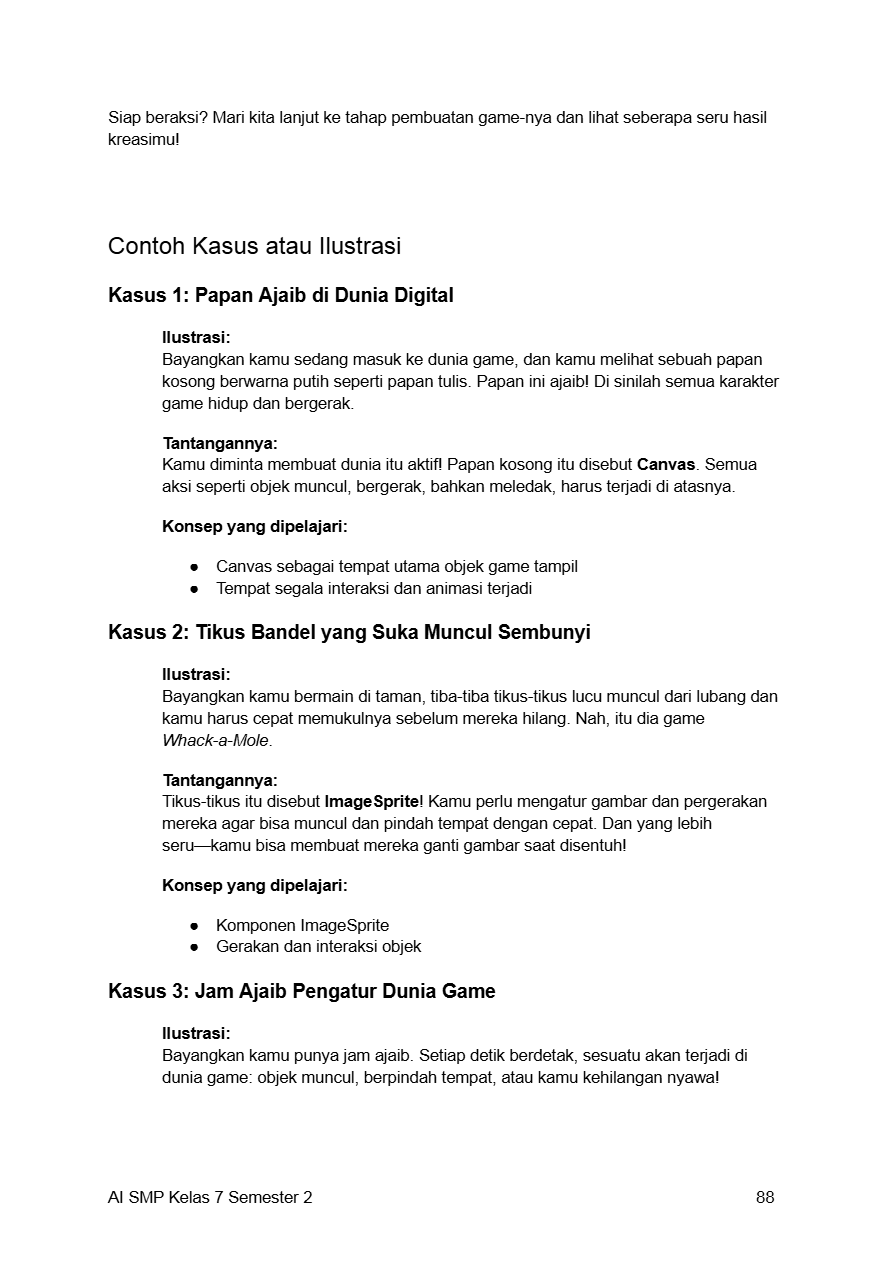 Siap beraksi? Mari kita lanjut ke tahap pembuatan game-nya dan lihat seberapa seru hasil
kreasimu!
Contoh Kasus atau Ilustrasi
Kasus 1: Papan Ajaib di Dunia Digital
Ilustrasi:
Bayangkan kamu sedang masuk ke dunia game, dan kamu melihat sebuah papan
kosong berwarna putih seperti papan tulis. Papan ini ajaib! Di sinilah semua karakter
game hidup dan bergerak.
Tantangannya:
Kamu diminta membuat dunia itu aktif! Papan kosong itu disebut Canvas. Semua
aksi seperti objek muncul, bergerak, bahkan meledak, harus terjadi di atasnya.
Konsep yang dipelajari:
● Canvas sebagai tempat utama objek game tampil
● Tempat segala interaksi dan animasi terjadi
Kasus 2: Tikus Bandel yang Suka Muncul Sembunyi
Ilustrasi:
Bayangkan kamu bermain di taman, tiba-tiba tikus-tikus lucu muncul dari lubang dan
kamu harus cepat memukulnya sebelum mereka hilang. Nah, itu dia game
Whack-a-Mole.
Tantangannya:
Tikus-tikus itu disebut ImageSprite! Kamu perlu mengatur gambar dan pergerakan
mereka agar bisa muncul dan pindah tempat dengan cepat. Dan yang lebih
seru—kamu bisa membuat mereka ganti gambar saat disentuh!
Konsep yang dipelajari:
● Komponen ImageSprite
● Gerakan dan interaksi objek
Kasus 3: Jam Ajaib Pengatur Dunia Game
Ilustrasi:
Bayangkan kamu punya jam ajaib. Setiap detik berdetak, sesuatu akan terjadi di
dunia game: objek muncul, berpindah tempat, atau kamu kehilangan nyawa!
AI SMP Kelas 7 Semester 2 88